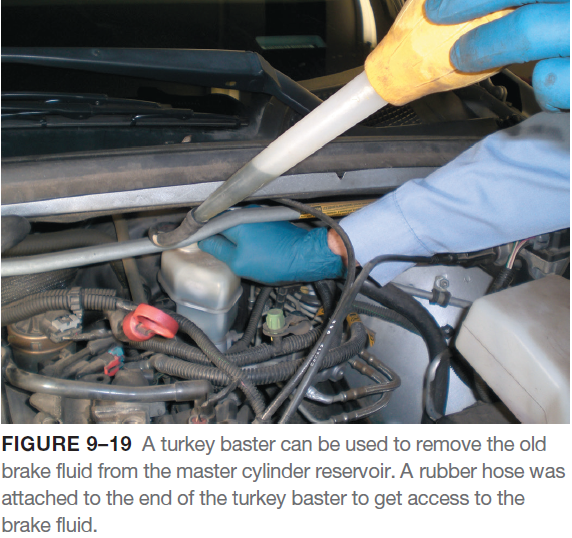 FIGURE 9–19 A turkey baster can be used to remove the old
brake fluid from the master cylinder reservoir. A rubber hose was
attached to the end of the turkey baster to get access to the
brake fluid.